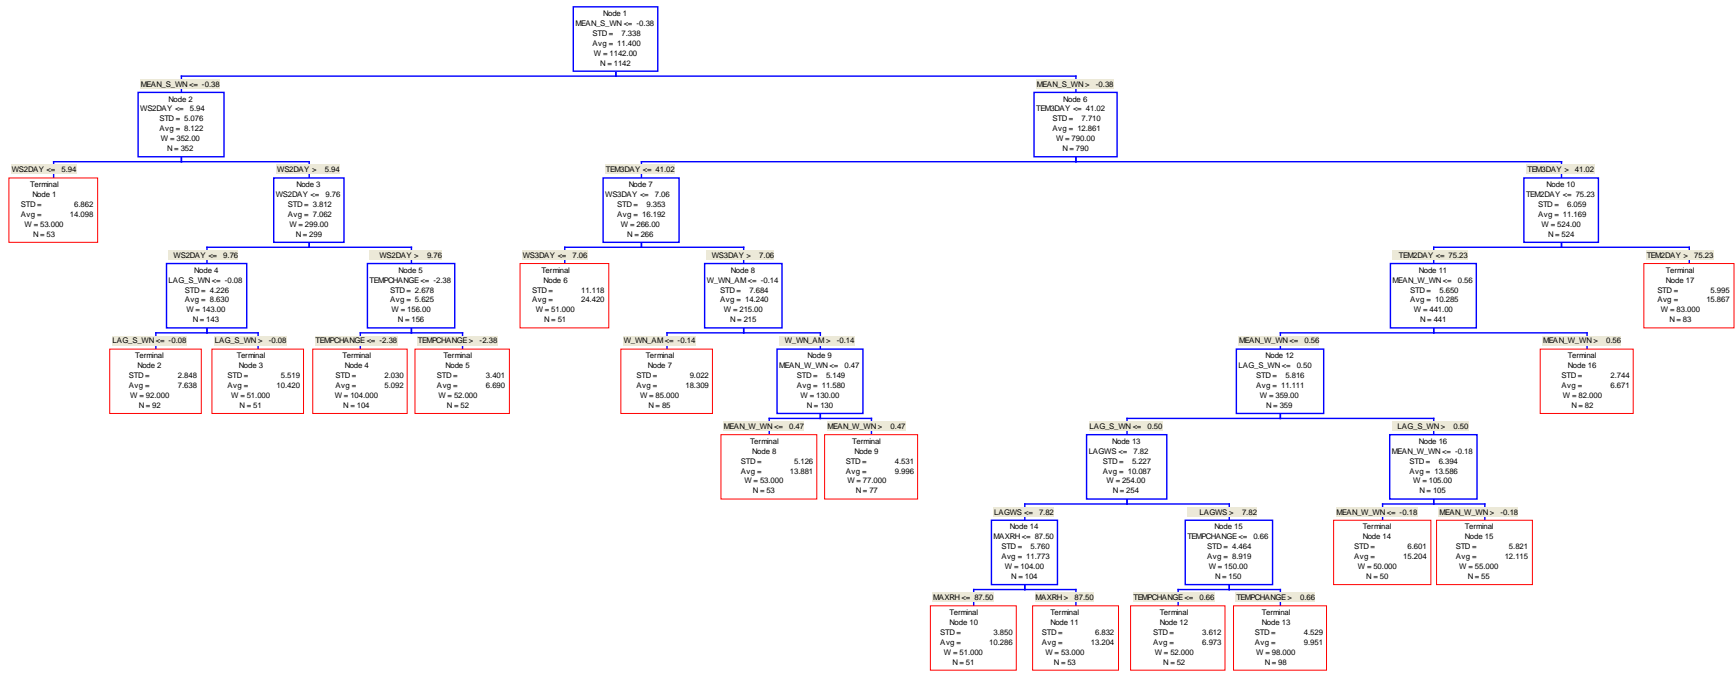 Node 1
MEAN_S_WN <= -0.38
STD = 7.338
Avg = 11.400
W = 1142.00
N = 1142
MEAN_S_WN <= -0.38
MEAN_S_WN > -0.38
Node 2
WS2DAY <= 5.94
STD = 5.076
Avg = 8.122
W = 352.00
N = 352
Node 6
TEM3DAY <= 41.02
STD = 7.710
Avg = 12.861
W = 790.00
N = 790
WS2DAY <= 5.94
WS2DAY > 5.94
TEM3DAY <= 41.02
TEM3DAY > 41.02
Terminal
Node 1
STD = 6.862
Avg = 14.098
W = 53.000
N = 53
Node 3
WS2DAY <= 9.76
STD = 3.812
Avg = 7.062
W = 299.00
N = 299
Node 7
WS3DAY <= 7.06
STD = 9.353
Avg = 16.192
W = 266.00
N = 266
Node 10
TEM2DAY <= 75.23
STD = 6.059
Avg = 11.169
W = 524.00
N = 524
WS2DAY <= 9.76
WS2DAY > 9.76
WS3DAY <= 7.06
WS3DAY > 7.06
TEM2DAY <= 75.23
TEM2DAY > 75.23
Node 4
LAG_S_WN <= -0.08
STD = 4.226
Avg = 8.630
W = 143.00
N = 143
Node 5
TEMPCHANGE <= -2.38
STD = 2.678
Avg = 5.625
W = 156.00
N = 156
Terminal
Node 6
STD = 11.118
Avg = 24.420
W = 51.000
N = 51
Node 8
W_WN_AM <= -0.14
STD = 7.684
Avg = 14.240
W = 215.00
N = 215
Node 11
MEAN_W_WN <= 0.56
STD = 5.650
Avg = 10.285
W = 441.00
N = 441
Terminal
Node 17
STD = 5.995
Avg = 15.867
W = 83.000
N = 83
LAG_S_WN <= -0.08
LAG_S_WN > -0.08
TEMPCHANGE <= -2.38
TEMPCHANGE > -2.38
W_WN_AM <= -0.14
W_WN_AM > -0.14
MEAN_W_WN <= 0.56
MEAN_W_WN > 0.56
Terminal
Node 2
STD = 2.848
Avg = 7.638
W = 92.000
N = 92
Terminal
Node 3
STD = 5.519
Avg = 10.420
W = 51.000
N = 51
Terminal
Node 4
STD = 2.030
Avg = 5.092
W = 104.000
N = 104
Terminal
Node 5
STD = 3.401
Avg = 6.690
W = 52.000
N = 52
Terminal
Node 7
STD = 9.022
Avg = 18.309
W = 85.000
N = 85
Node 9
MEAN_W_WN <= 0.47
STD = 5.149
Avg = 11.580
W = 130.00
N = 130
Node 12
LAG_S_WN <= 0.50
STD = 5.816
Avg = 11.111
W = 359.00
N = 359
Terminal
Node 16
STD = 2.744
Avg = 6.671
W = 82.000
N = 82
MEAN_W_WN <= 0.47
MEAN_W_WN > 0.47
LAG_S_WN <= 0.50
LAG_S_WN > 0.50
Terminal
Node 8
STD = 5.126
Avg = 13.881
W = 53.000
N = 53
Terminal
Node 9
STD = 4.531
Avg = 9.996
W = 77.000
N = 77
Node 13
LAGWS <= 7.82
STD = 5.227
Avg = 10.087
W = 254.00
N = 254
Node 16
MEAN_W_WN <= -0.18
STD = 6.394
Avg = 13.586
W = 105.00
N = 105
LAGWS <= 7.82
LAGWS > 7.82
MEAN_W_WN <= -0.18
MEAN_W_WN > -0.18
Node 14
MAXRH <= 87.50
STD = 5.760
Avg = 11.773
W = 104.00
N = 104
Node 15
TEMPCHANGE <= 0.66
STD = 4.464
Avg = 8.919
W = 150.00
N = 150
Terminal
Node 14
STD = 6.601
Avg = 15.204
W = 50.000
N = 50
Terminal
Node 15
STD = 5.821
Avg = 12.115
W = 55.000
N = 55
MAXRH <= 87.50
MAXRH > 87.50
TEMPCHANGE <= 0.66
TEMPCHANGE > 0.66
Terminal
Node 10
STD = 3.850
Avg = 10.286
W = 51.000
N = 51
Terminal
Node 11
STD = 6.832
Avg = 13.204
W = 53.000
N = 53
Terminal
Node 12
STD = 3.612
Avg = 6.973
W = 52.000
N = 52
Terminal
Node 13
STD = 4.529
Avg = 9.951
W = 98.000
N = 98